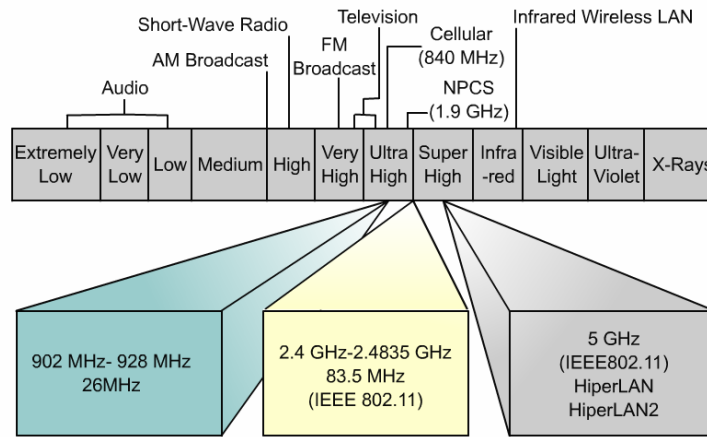 Television
Infrared Wireless LAN
Short-Wave Radio
FM
Broadcast
Cellular
(840 MHz)
AM Broadcast
NPCS
(1.9 GHz)
Audio
Extremely
Low
Very
Low
Low
Medium
High
Very
High
Ultra
High
Super
High
Infra
-red
Visible
Light
Ultra-
Violet
X-Rays
902 MHz- 928 MHz
26MHz
2.4 GHz-2.4835 GHz
83.5 MHz
(IEEE 802.11)
5 GHz
(IEEE802.11)
HiperLAN
HiperLAN2